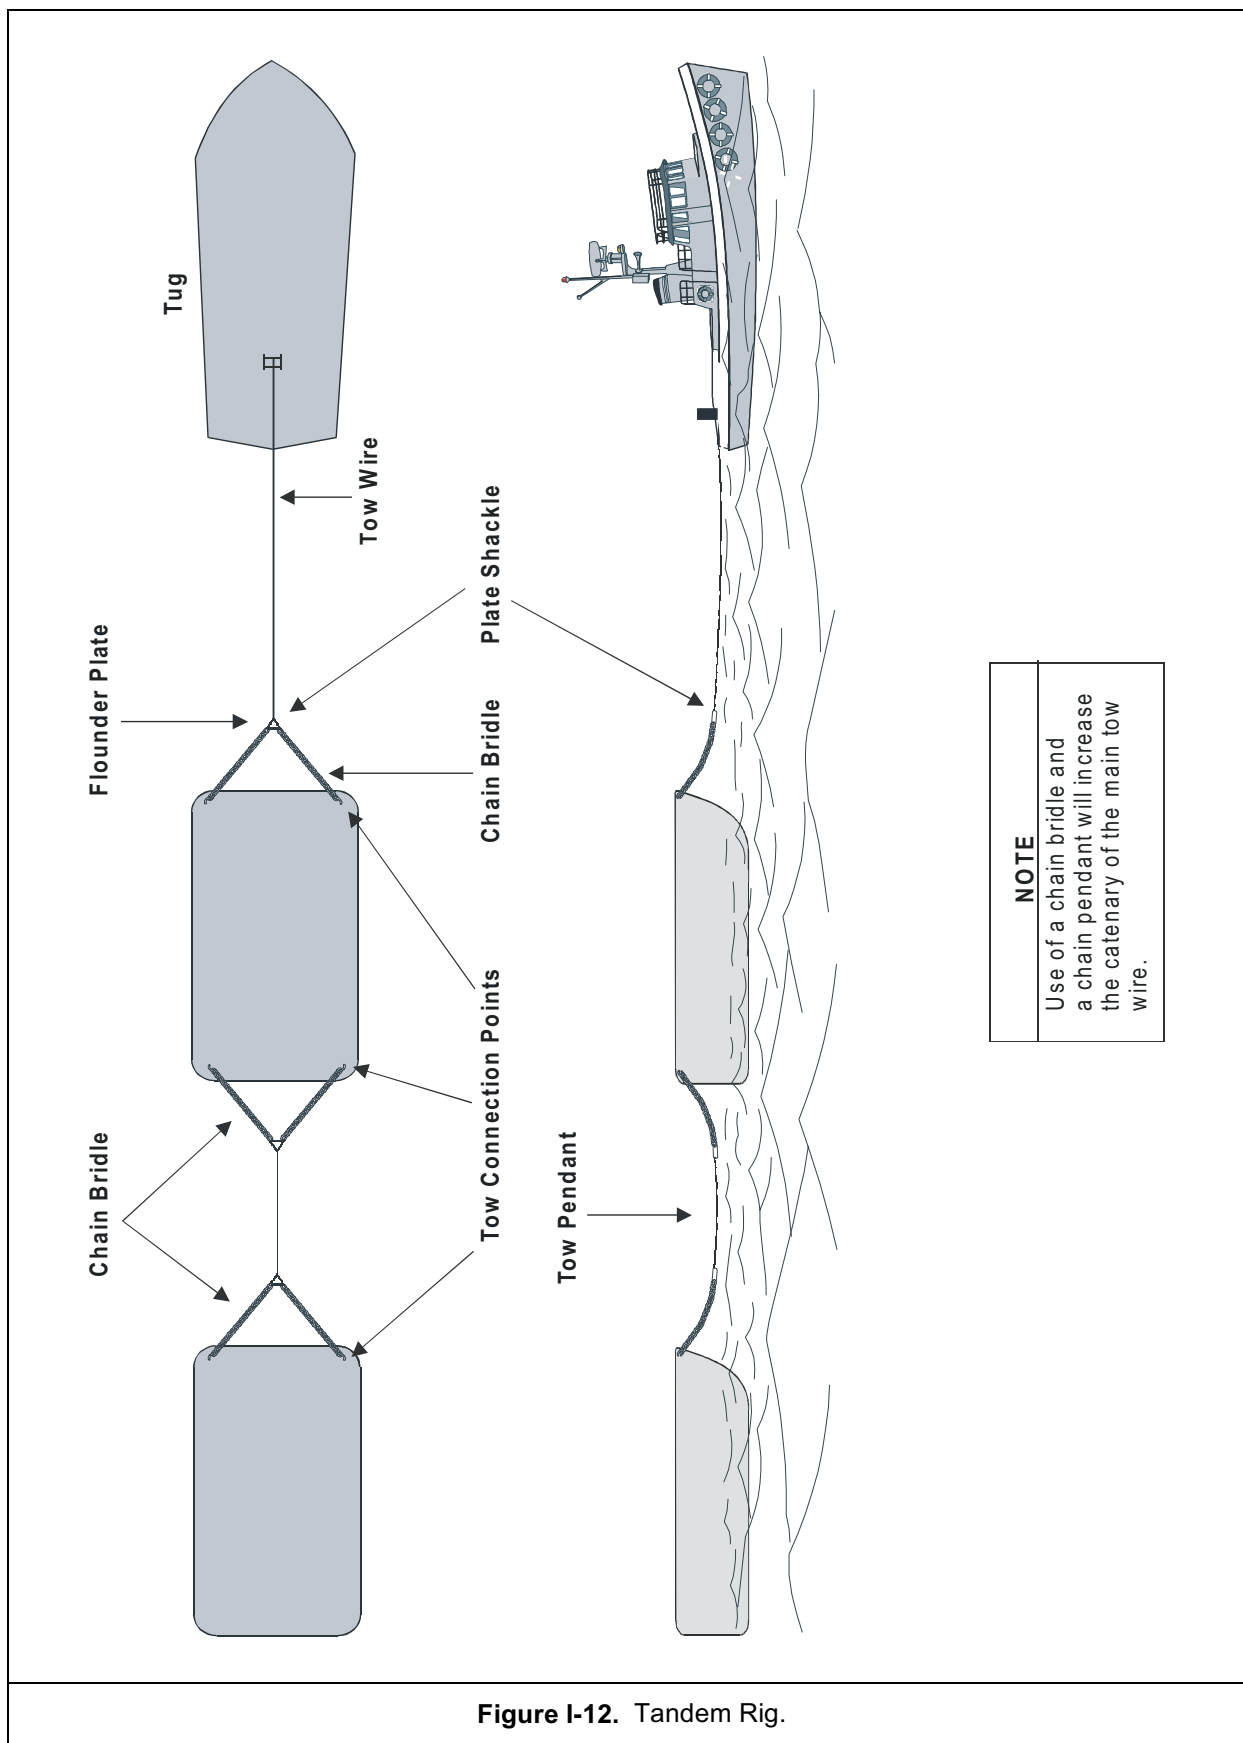 Tug
Tow Wire
Flounder Plate
Plate Shackle
Chain Bridle
Tow Connection Points
Chain Bridle
Tow Pendant
NOTE
Use of a chain bridle and
a chain pendant will increase
the catenary of the main tow
wire.
Figure I-12. Tandem Rig.